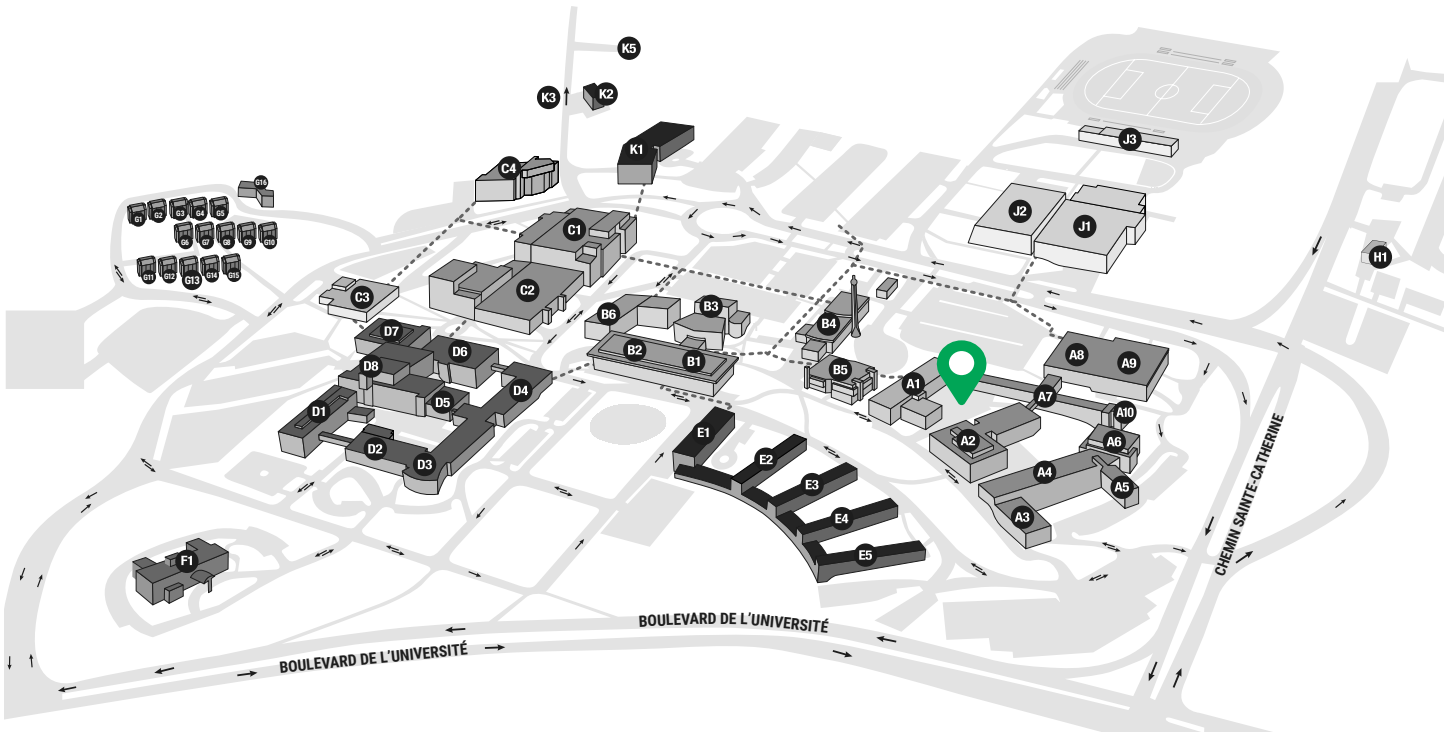 K5
K3
K2
J3
K1
C4
G16
G1
G2
G3
G4
G5
J2
J1
C1
G6
G7
G8
G9
G10
H1
G11
G12
G13
G14
G15
C3
C2
B3
B6
B4
D7
B2
B1
D6
A8
A9
D8
B5
A1
D4
A7
D5
D1
A10
E1
A2
A6
D2
E2
D3
A4
E3
A5
E4
A3
E5
F1
CHEMIN SAINTE-CATHERINE
BOULEVARD DE L'UNIVERSITÉ
BOULEVARD DE L'UNIVERSITÉ